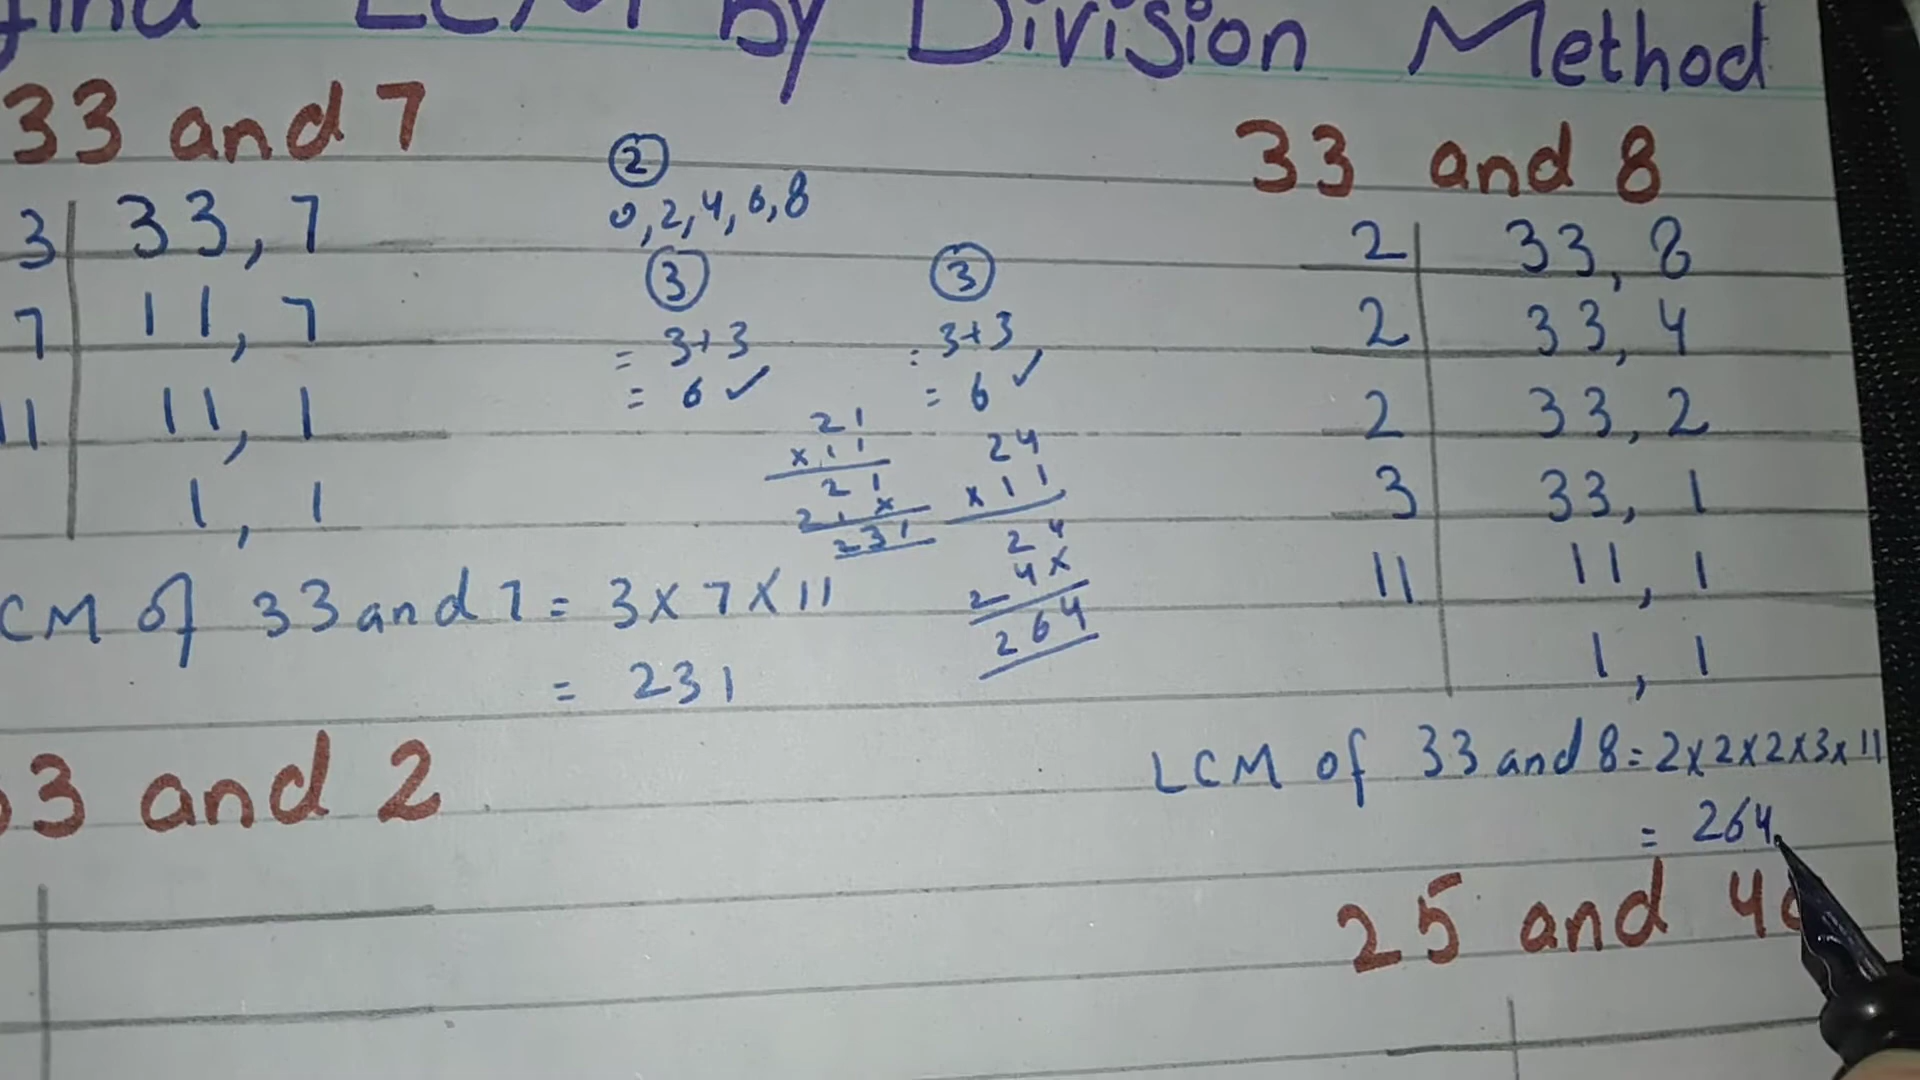 find LCM by Division Method
33 and 7
3 | 33, 7
7 | 11, 7
11 | 11, 1
1, 1
CM of 33 and 7 = 3 x 7 x 11
= 231
②
0, 2, 4, 6, 8
③
= 3+3
= 6 ✓
21
x 11
21
21x
231
③
= 3+3
= 6 ✓
24
x 11
24
24x
264
33 and 8
2 | 33, 8
2 | 33, 4
2 | 33, 2
3 | 33, 1
11 | 11, 1
1, 1
LCM of 33 and 8 = 2x2x2x3x11
= 264
3 and 2
25 and 4